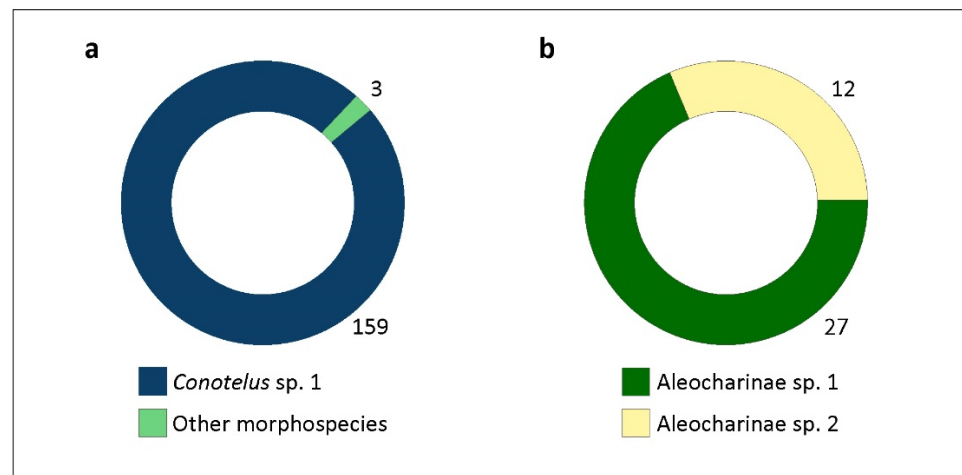 a
b
3
12
159
27
Conotelus sp. 1
Other morphospecies
Aleocharinae sp. 1
Aleocharinae sp. 2